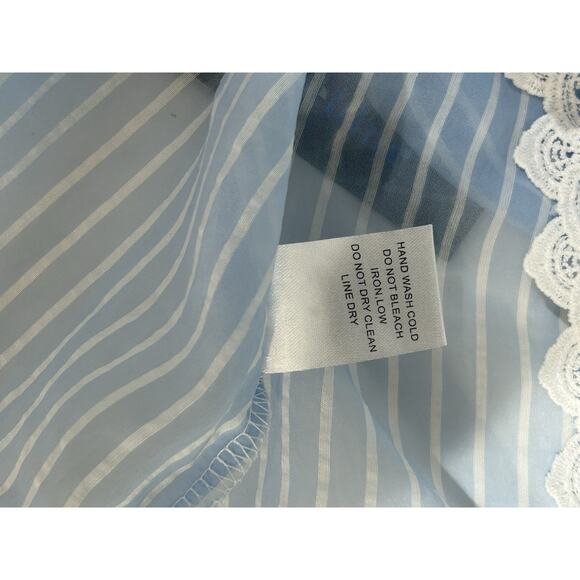 HAND WASH COLD
DO NOT BLEACH
IRON.LOW
DO NOT DRY CLEAN
LINE DRY